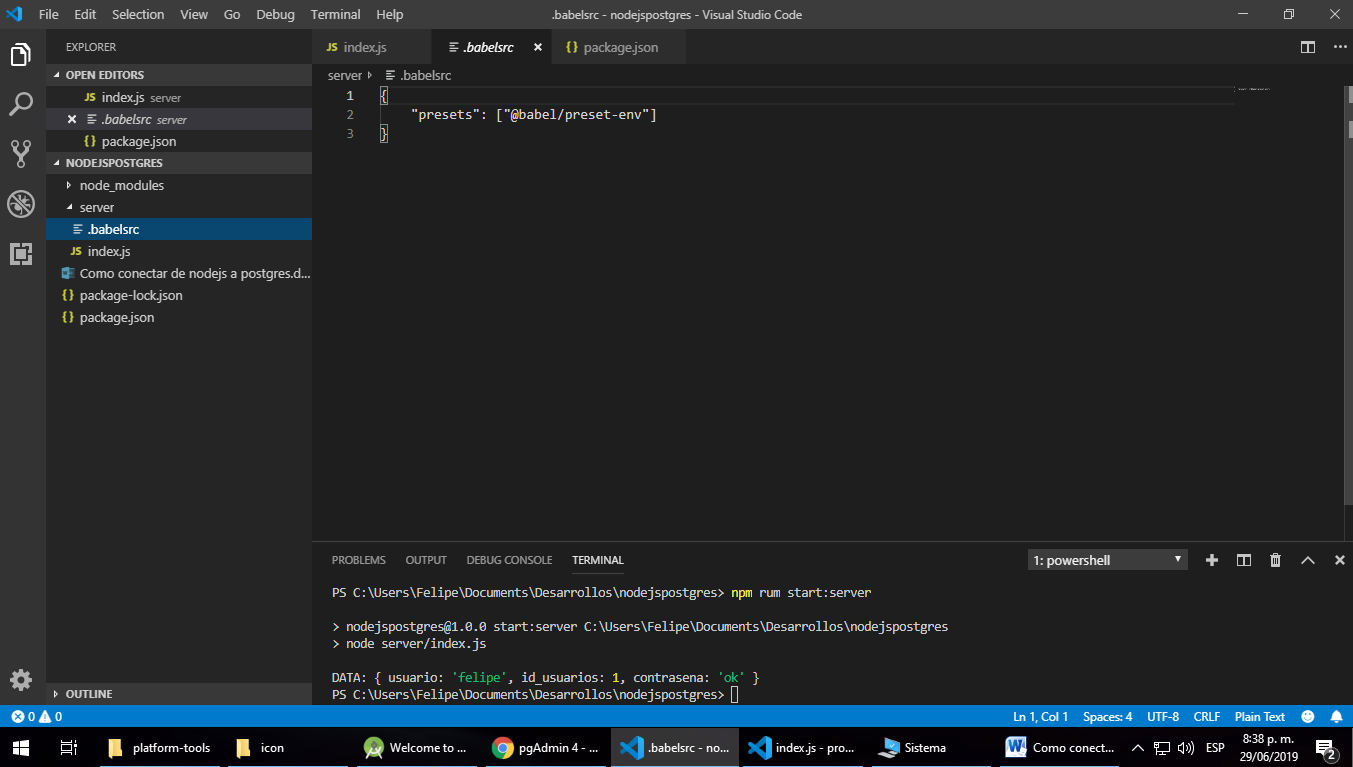 File Edit Selection View Go Debug Terminal Help
.babelsrc - nodejspostgres - Visual Studio Code
EXPLORER
OPEN EDITORS
JS index.js server
.babelsrc server
{} package.json
NODEJSPOSTGRES
node_modules
server
.babelsrc
JS index.js
Como conectar de nodejs a postgres.d...
{} package-lock.json
{} package.json
OUTLINE
JS index.js
.babelsrc
{} package.json
server .babelsrc
1 {
2 "presets": ["@babel/preset-env"]
3 }
PROBLEMS OUTPUT DEBUG CONSOLE TERMINAL
1: powershell
PS C:\Users\Felipe\Documents\Desarrollos\nodejspostgres> npm rum start:server
> nodejspostgres@1.0.0 start:server C:\Users\Felipe\Documents\Desarrollos\nodejspostgres
> node server/index.js
DATA: { usuario: 'felipe', id_usuarios: 1, contrasena: 'ok' }
PS C:\Users\Felipe\Documents\Desarrollos\nodejspostgres>
0 0
Ln 1, Col 1 Spaces: 4 UTF-8 CRLF Plain Text
platform-tools
icon
Welcome to ...
pgAdmin 4 - ...
.babelsrc - no...
index.js - pro...
Sistema
Como conect...
ESP
8:38 p. m.
29/06/2019
2